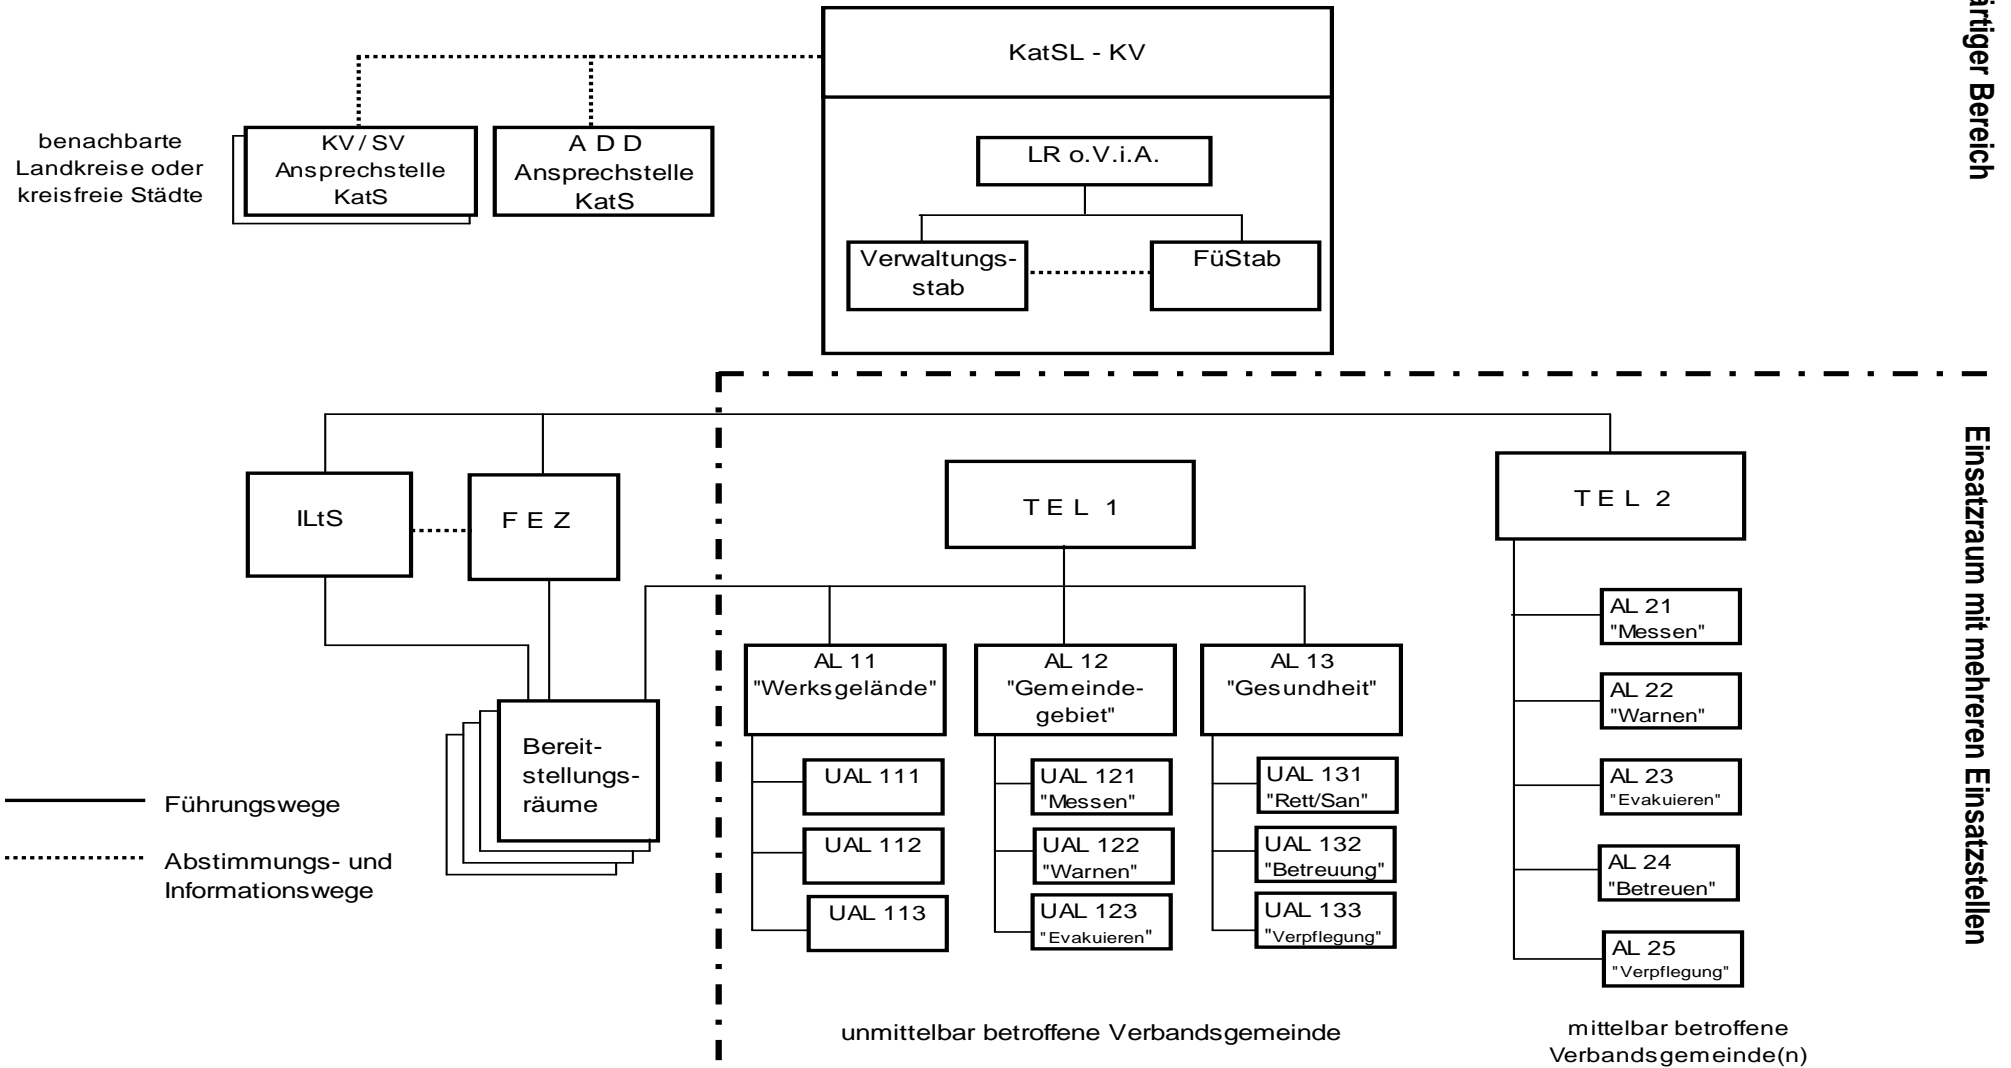 KatSL - KV
ärtiger Bereich
benachbarte
Landkreise oder
kreisfreie Städte
KV / SV
Ansprechstelle
KatS
A D D
Ansprechstelle
KatS
LR o.V.i.A.
Verwaltungs-
stab
FüStab
ILtS
F E Z
T E L 1
T E L 2
Einsatzraum mit mehreren Einsatzstellen
AL 11
"Werksgelände"
AL 12
"Gemeinde-
gebiet"
AL 13
"Gesundheit"
AL 21
"Messen"
AL 22
"Warnen"
AL 23
"Evakuieren"
AL 24
"Betreuen"
AL 25
"Verpflegung"
Bereit-
stellungs-
räume
UAL 111
UAL 112
UAL 113
UAL 121
"Messen"
UAL 122
"Warnen"
UAL 123
"Evakuieren"
UAL 131
"Rett/San"
UAL 132
"Betreuung"
UAL 133
"Verpflegung"
Führungswege
Abstimmungs- und
Informationswege
unmittelbar betroffene Verbandsgemeinde
mittelbar betroffene
Verbandsgemeinde(n)